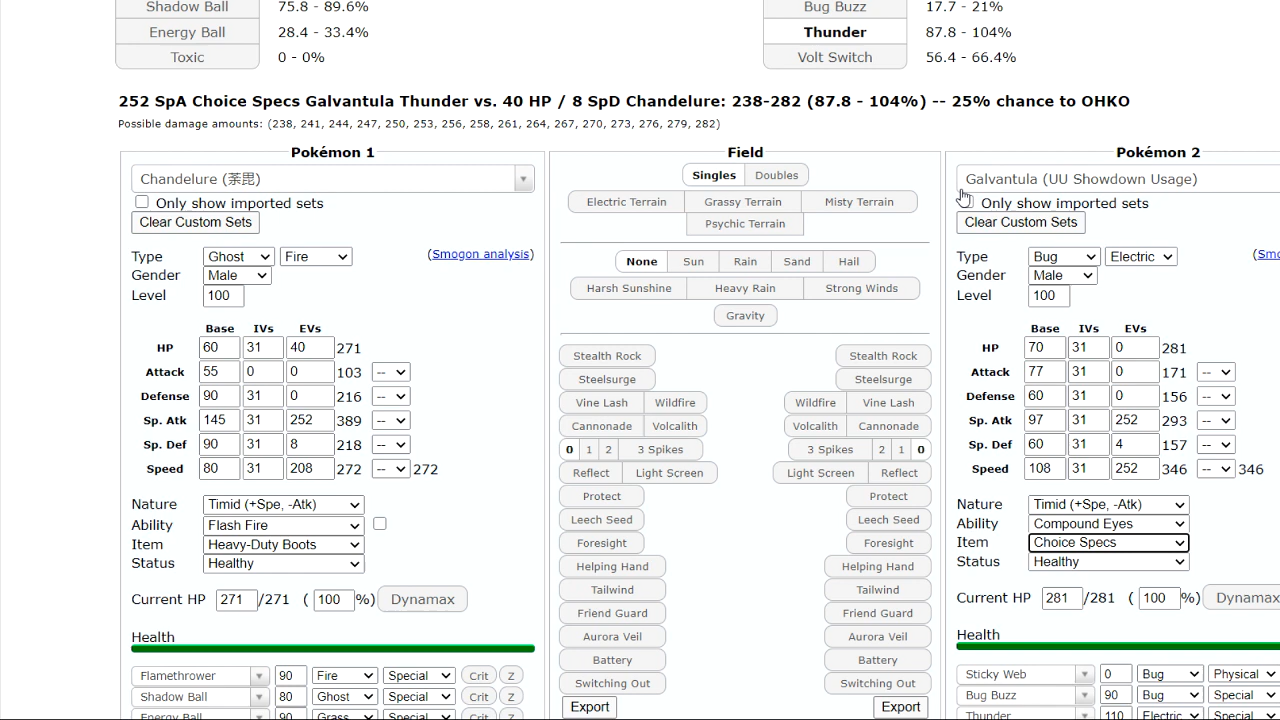 Shadow Ball 75.8 - 89.6% Bug Buzz 17.7 - 21%
Energy Ball 28.4 - 33.4% Thunder 87.8 - 104%
Toxic 0 - 0% Volt Switch 56.4 - 66.4%
252 SpA Choice Specs Galvantula Thunder vs. 40 HP / 8 SpD Chandelure: 238-282 (87.8 - 104%) -- 25% chance to OHKO
Possible damage amounts: (238, 241, 244, 247, 250, 253, 256, 258, 261, 264, 267, 270, 273, 276, 279, 282)
Pokémon 1
Chandelure (荼毘)
Only show imported sets
Clear Custom Sets
Type Ghost Fire (Smogon analysis)
Gender Male
Level 100
Base IVs EVs
HP 60 31 40 271
Attack 55 0 0 103 --
Defense 90 31 0 216 --
Sp. Atk 145 31 252 389 --
Sp. Def 90 31 8 218 --
Speed 80 31 208 272 -- 272
Nature Timid (+Spe, -Atk)
Ability Flash Fire
Item Heavy-Duty Boots
Status Healthy
Current HP 271 /271 ( 100 %) Dynamax
Health
Flamethrower 90 Fire Special Crit Z
Shadow Ball 80 Ghost Special Crit Z
Energy Ball 90 Grass Special Crit Z
Field
Singles Doubles
Electric Terrain Grassy Terrain Misty Terrain
Psychic Terrain
None Sun Rain Sand Hail
Harsh Sunshine Heavy Rain Strong Winds
Gravity
Stealth Rock Stealth Rock
Steelsurge Steelsurge
Vine Lash Wildfire Wildfire Vine Lash
Cannonade Volcalith Volcalith Cannonade
0 1 2 3 Spikes 3 Spikes 2 1 0
Reflect Light Screen Light Screen Reflect
Protect Protect
Leech Seed Leech Seed
Foresight Foresight
Helping Hand Helping Hand
Tailwind Tailwind
Friend Guard Friend Guard
Aurora Veil Aurora Veil
Battery Battery
Switching Out Switching Out
Export Export
Pokémon 2
Galvantula (UU Showdown Usage)
Only show imported sets
Clear Custom Sets
Type Bug Electric (Smo
Gender Male
Level 100
Base IVs EVs
HP 70 31 0 281
Attack 77 31 0 171 --
Defense 60 31 0 156 --
Sp. Atk 97 31 252 293 --
Sp. Def 60 31 4 157 --
Speed 108 31 252 346 -- 346
Nature Timid (+Spe, -Atk)
Ability Compound Eyes
Item Choice Specs
Status Healthy
Current HP 281 /281 ( 100 %) Dynamax
Health
Sticky Web 0 Bug Physical
Bug Buzz 90 Bug Special
Thunder 110 Electric Special